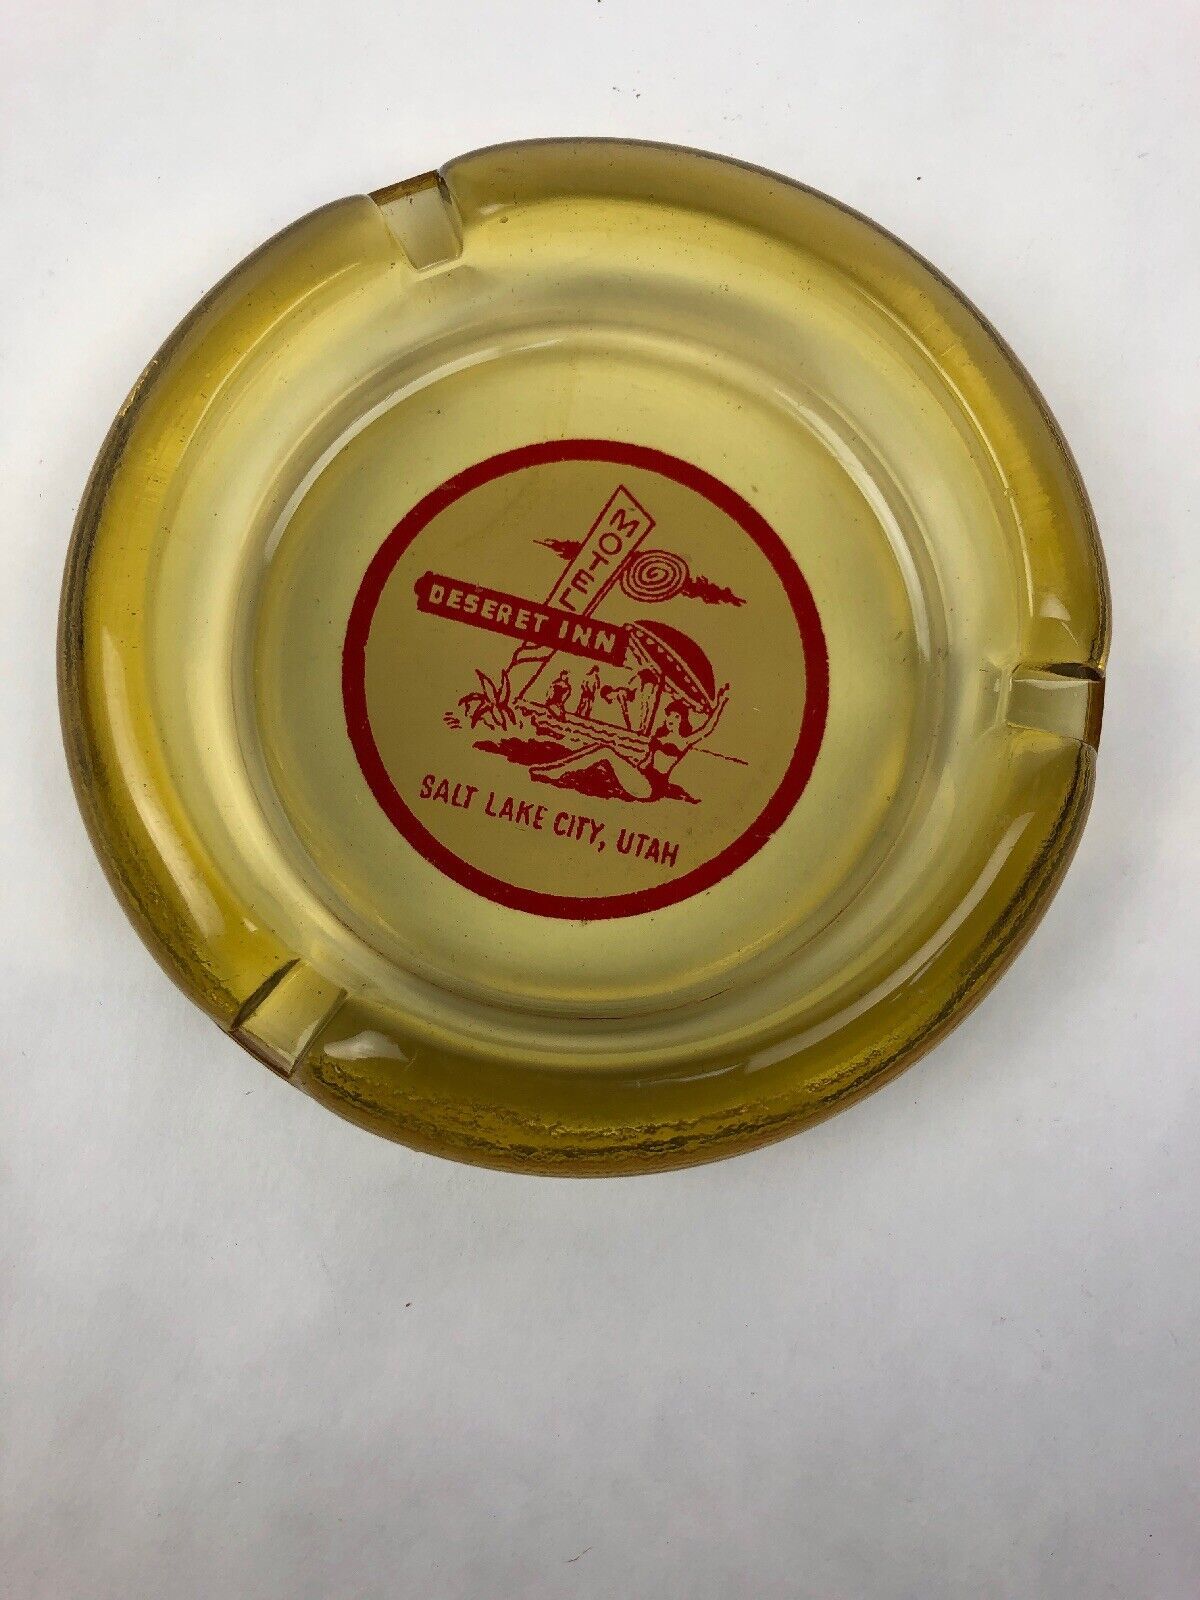 MOTEL
DESERET INN
SALT LAKE CITY, UTAH